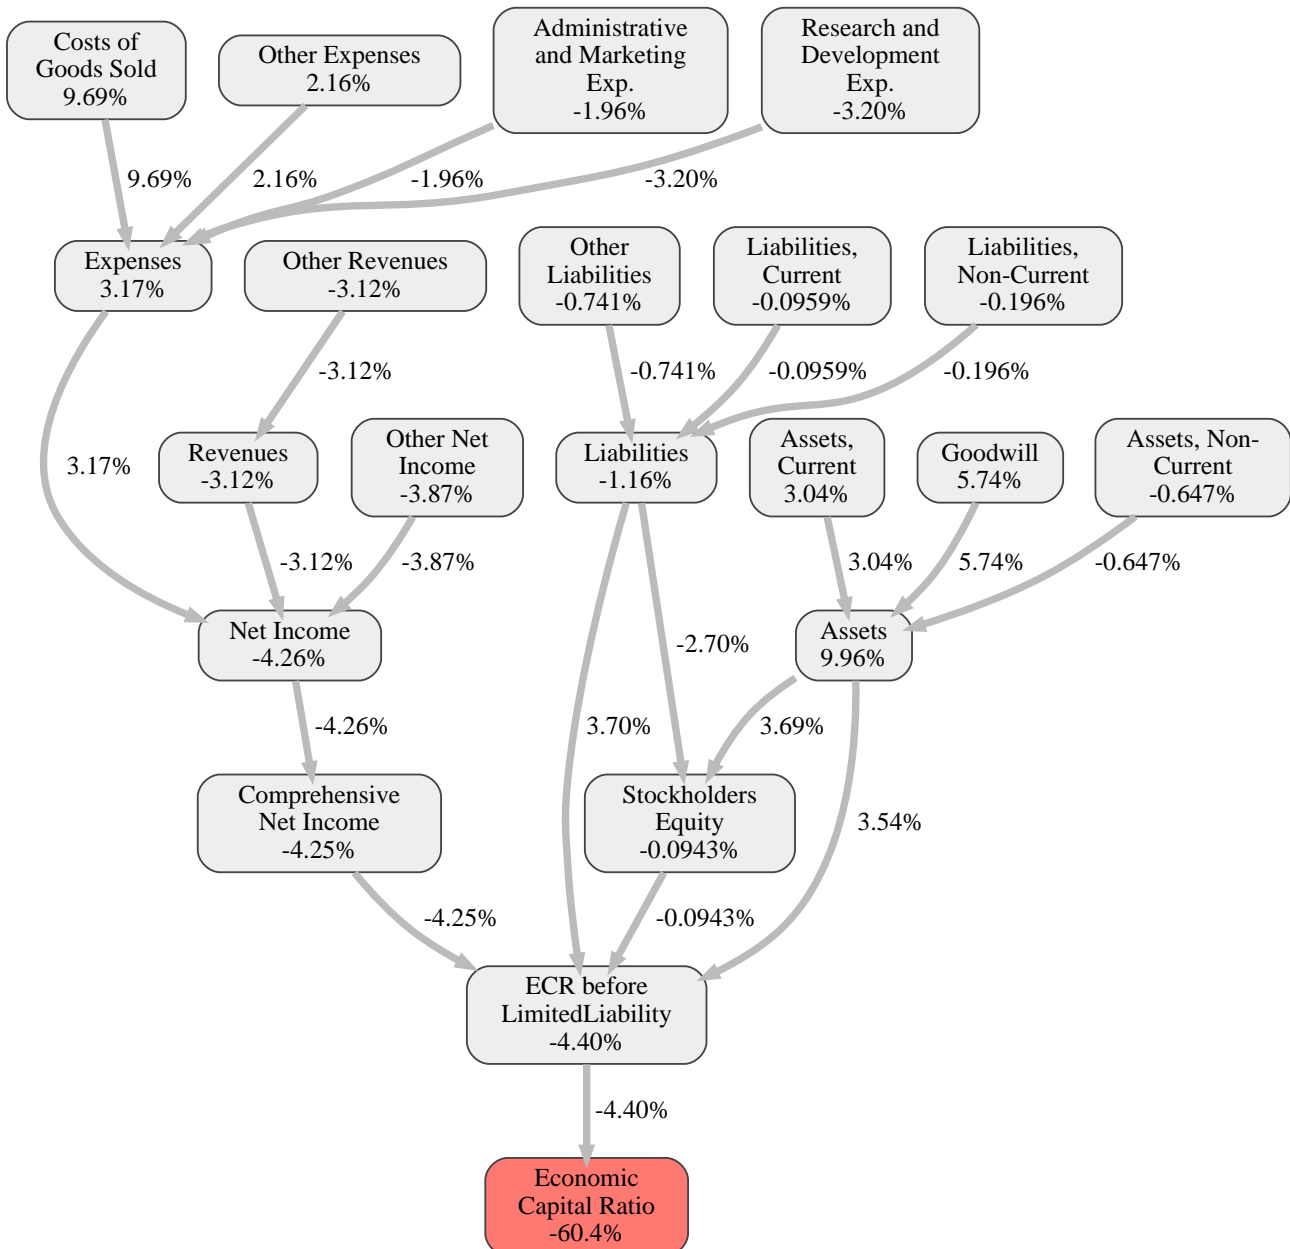 Costs of
Goods Sold
9.69%
Other Expenses
2.16%
Administrative
and Marketing
Exp.
-1.96%
Research and
Development
Exp.
-3.20%
9.69%
2.16%
-1.96%
-3.20%
Expenses
3.17%
Other Revenues
-3.12%
Other
Liabilities
-0.741%
Liabilities,
Current
-0.0959%
Liabilities,
Non-Current
-0.196%
-3.12%
-0.741%
-0.0959%
-0.196%
3.17%
Revenues
-3.12%
Other Net
Income
-3.87%
Liabilities
-1.16%
Assets,
Current
3.04%
Goodwill
5.74%
Assets, Non-
Current
-0.647%
-3.12%
-3.87%
3.04%
5.74%
-0.647%
Net Income
-4.26%
-2.70%
Assets
9.96%
-4.26%
3.70%
3.69%
Comprehensive
Net Income
-4.25%
Stockholders
Equity
-0.0943%
3.54%
-4.25%
-0.0943%
ECR before
LimitedLiability
-4.40%
-4.40%
Economic
Capital Ratio
-60.4%